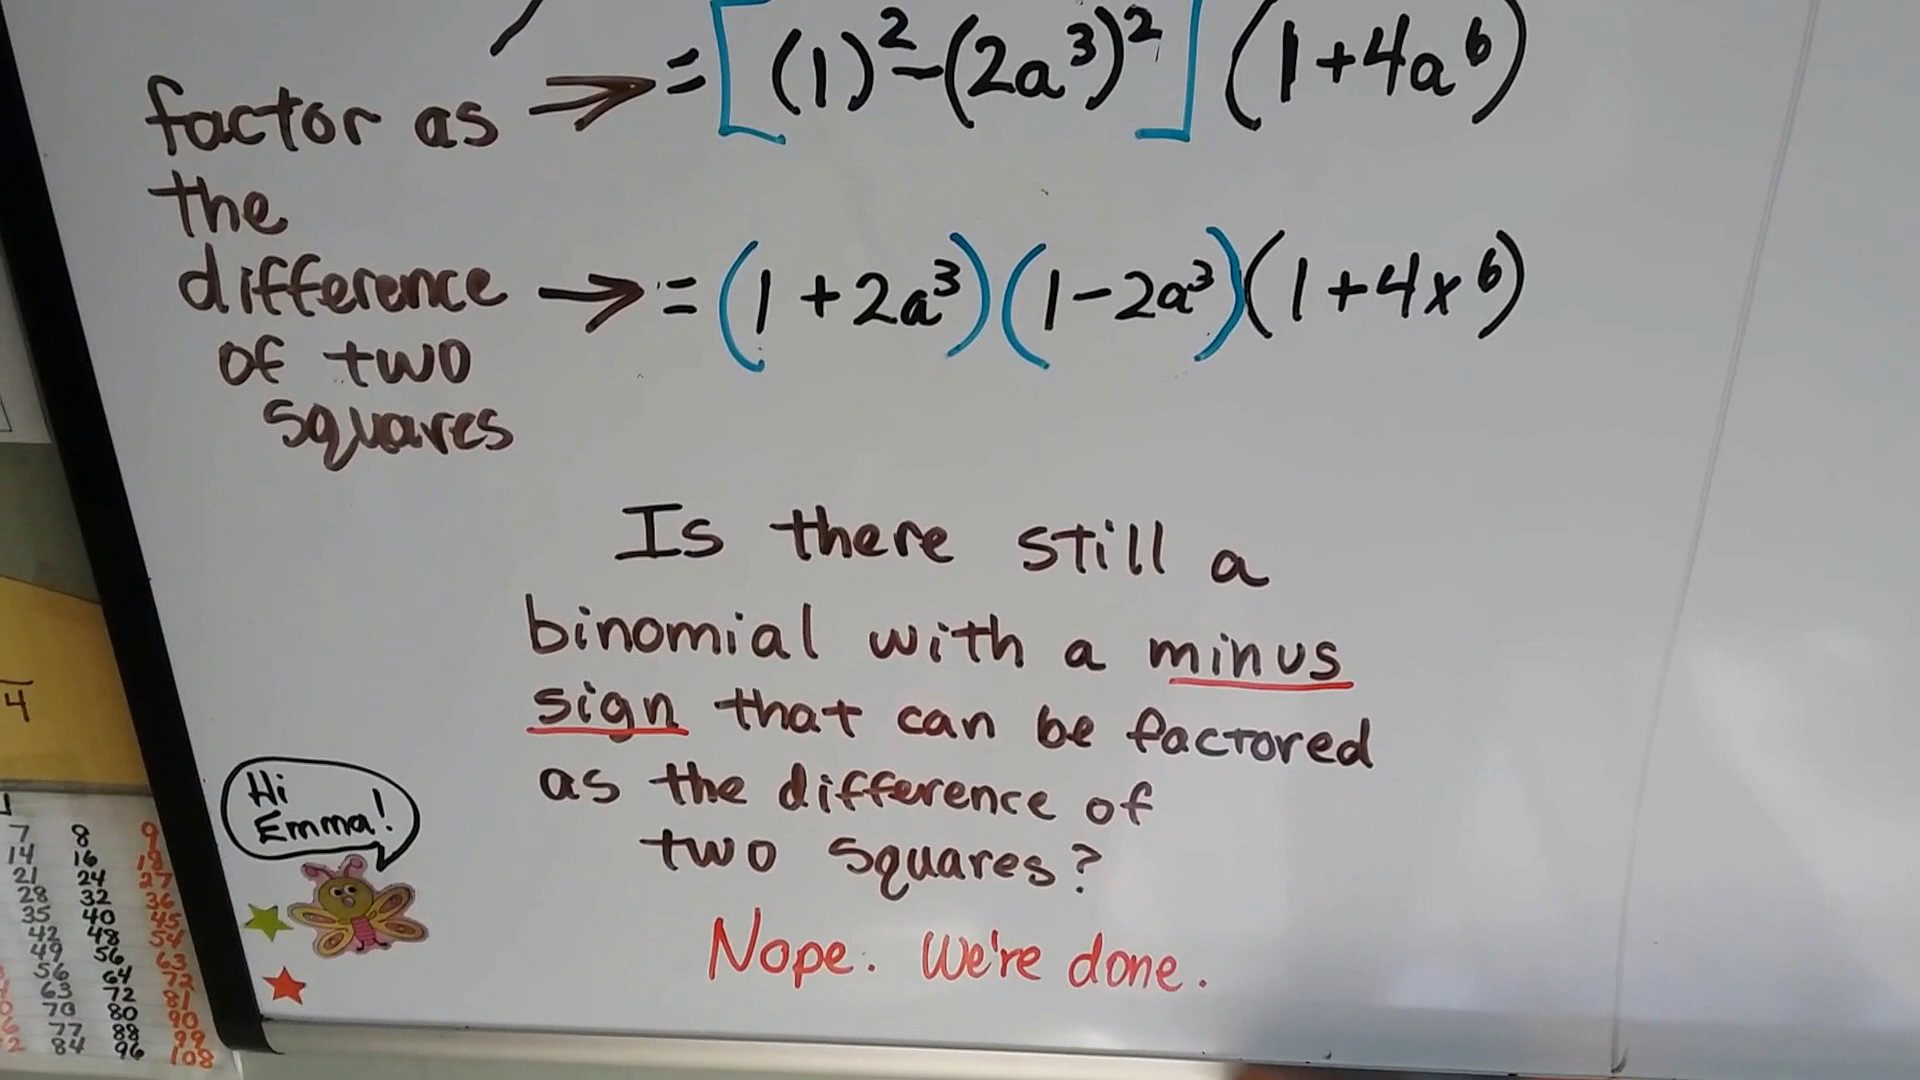 = [(1)²-(2a³)²] (1+4a⁶)
factor as
the
difference
of two
squares
= (1+2a³)(1-2a³)(1+4x⁶)
Is there still a
binomial with a minus
sign that can be factored
as the difference of
two squares?
Nope. We're done.
Hi
Emma!
4
7 8 9
14 16 18
21 24 27
28 32 36
35 40 45
42 48 54
49 56 63
56 64 72
63 72 81
70 80 90
77 88 99
84 96 108